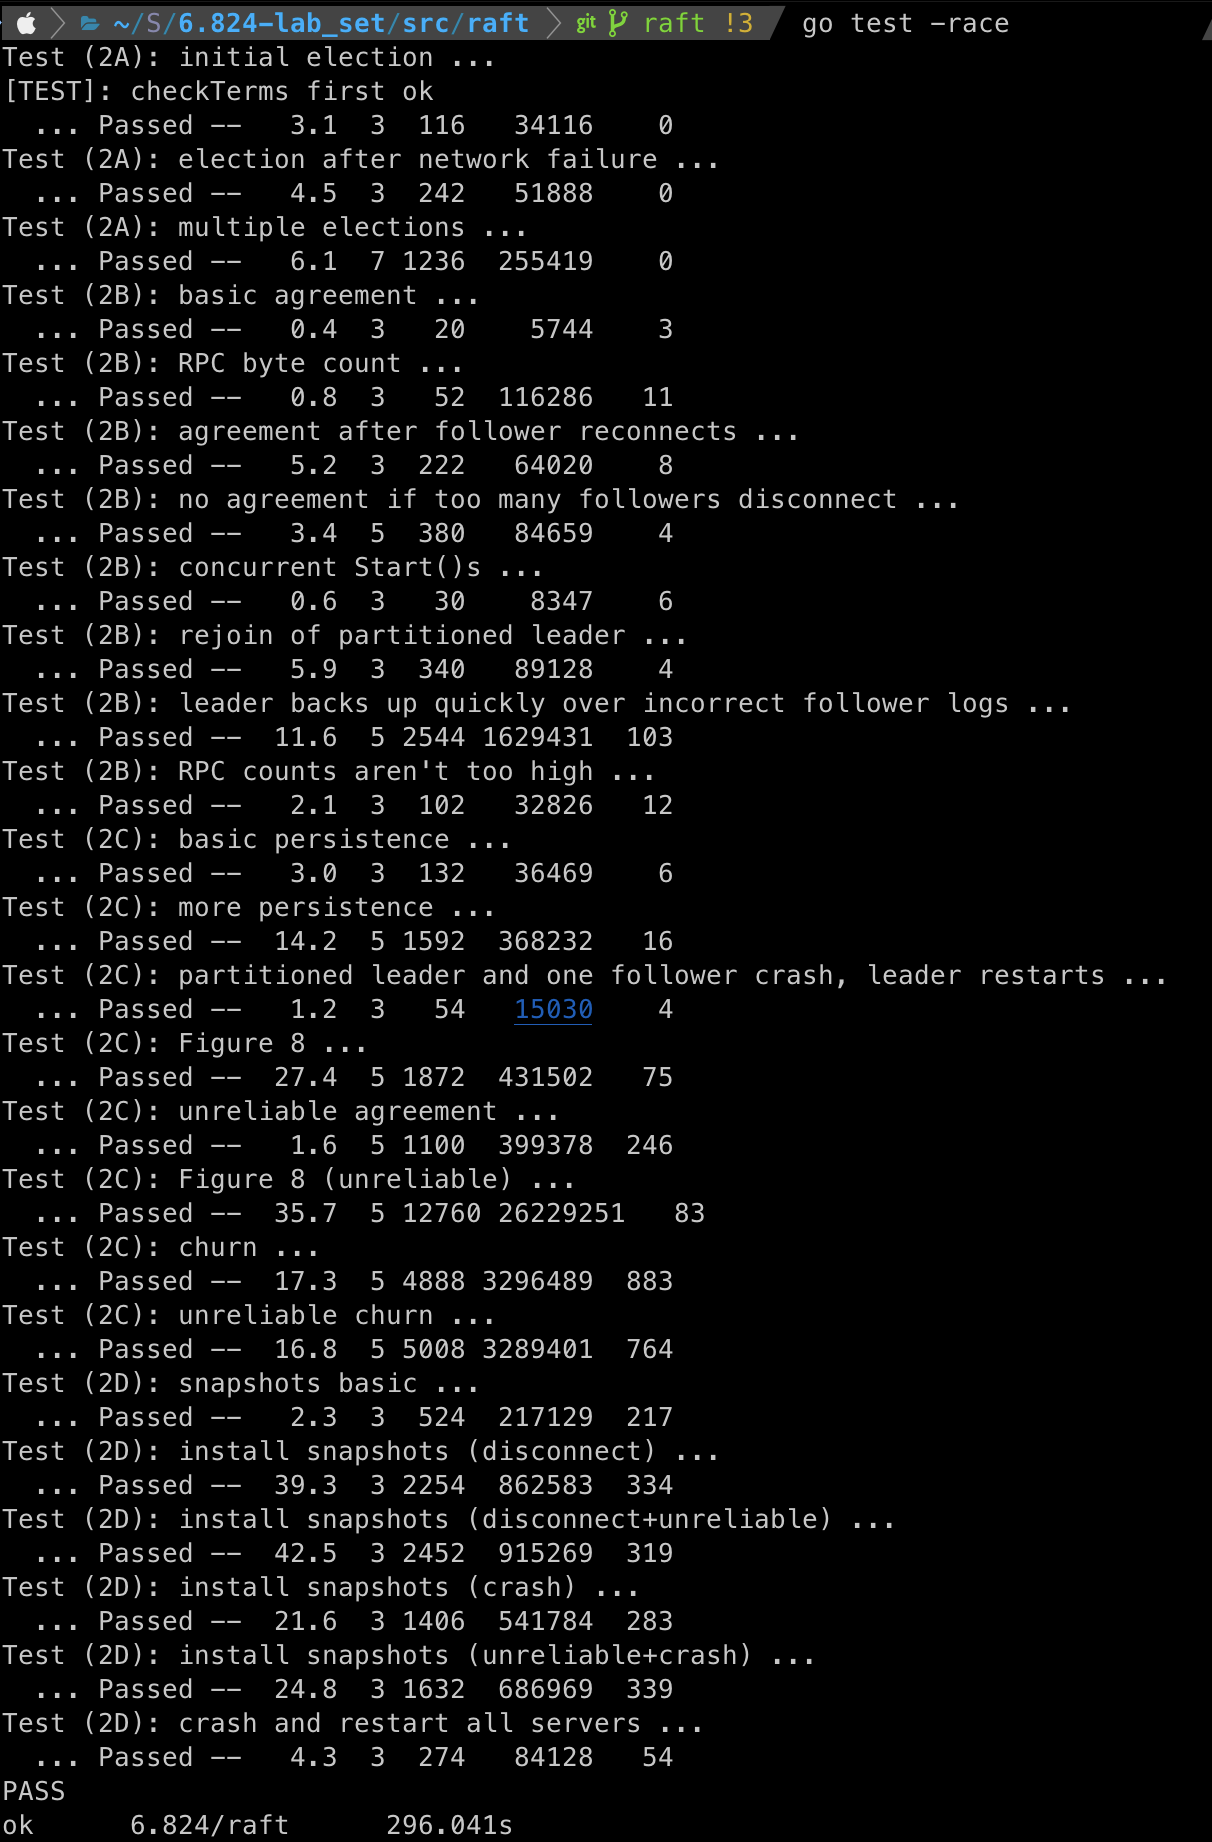 ~/S/6.824-lab_set/src/raft git raft !3 go test -race
Test (2A): initial election ...
[TEST]: checkTerms first ok
  ... Passed --   3.1  3  116   34116    0
Test (2A): election after network failure ...
  ... Passed --   4.5  3  242   51888    0
Test (2A): multiple elections ...
  ... Passed --   6.1  7 1236  255419    0
Test (2B): basic agreement ...
  ... Passed --   0.4  3   20    5744    3
Test (2B): RPC byte count ...
  ... Passed --   0.8  3   52  116286   11
Test (2B): agreement after follower reconnects ...
  ... Passed --   5.2  3  222   64020    8
Test (2B): no agreement if too many followers disconnect ...
  ... Passed --   3.4  5  380   84659    4
Test (2B): concurrent Start()s ...
  ... Passed --   0.6  3   30    8347    6
Test (2B): rejoin of partitioned leader ...
  ... Passed --   5.9  3  340   89128    4
Test (2B): leader backs up quickly over incorrect follower logs ...
  ... Passed --  11.6  5 2544 1629431  103
Test (2B): RPC counts aren't too high ...
  ... Passed --   2.1  3  102   32826   12
Test (2C): basic persistence ...
  ... Passed --   3.0  3  132   36469    6
Test (2C): more persistence ...
  ... Passed --  14.2  5 1592  368232   16
Test (2C): partitioned leader and one follower crash, leader restarts ...
  ... Passed --   1.2  3   54   15030    4
Test (2C): Figure 8 ...
  ... Passed --  27.4  5 1872  431502   75
Test (2C): unreliable agreement ...
  ... Passed --   1.6  5 1100  399378  246
Test (2C): Figure 8 (unreliable) ...
  ... Passed --  35.7  5 12760 26229251   83
Test (2C): churn ...
  ... Passed --  17.3  5 4888 3296489  883
Test (2C): unreliable churn ...
  ... Passed --  16.8  5 5008 3289401  764
Test (2D): snapshots basic ...
  ... Passed --   2.3  3  524  217129  217
Test (2D): install snapshots (disconnect) ...
  ... Passed --  39.3  3 2254  862583  334
Test (2D): install snapshots (disconnect+unreliable) ...
  ... Passed --  42.5  3 2452  915269  319
Test (2D): install snapshots (crash) ...
  ... Passed --  21.6  3 1406  541784  283
Test (2D): install snapshots (unreliable+crash) ...
  ... Passed --  24.8  3 1632  686969  339
Test (2D): crash and restart all servers ...
  ... Passed --   4.3  3  274   84128   54
PASS
ok      6.824/raft      296.041s